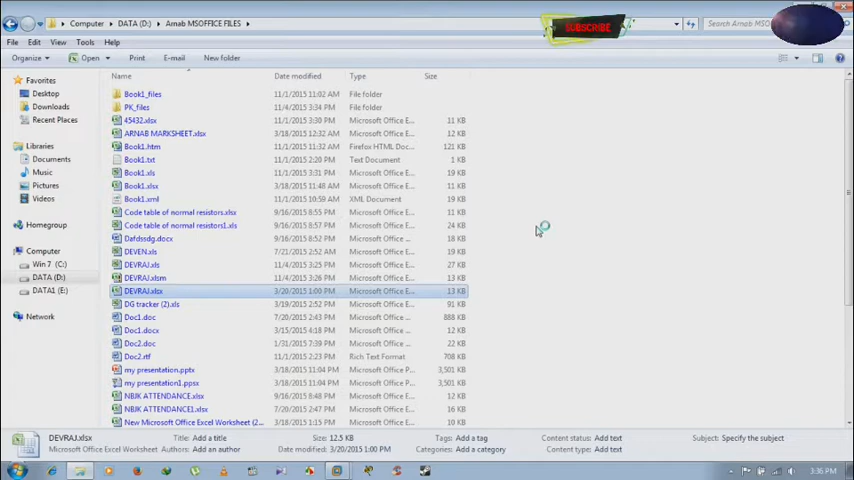 Computer ▸ DATA (D:) ▸ Arnab MSOFFICE FILES ▸
SUBSCRIBE
Search Arnab MSO
File Edit View Tools Help
Organize Open Print E-mail New folder
Name Date modified Type Size
Favorites
Desktop
Downloads
Recent Places
Libraries
Documents
Music
Pictures
Videos
Homegroup
Computer
Win 7 (C:)
DATA (D:)
DATA1 (E:)
Network
Book1_files 11/1/2015 11:02 AM File folder
PK_files 11/4/2015 3:34 PM File folder
45432.xlsx 11/1/2015 3:30 PM Microsoft Office E... 11 KB
ARNAB MARKSHEET.xlsx 3/18/2015 12:32 AM Microsoft Office E... 12 KB
Book1.htm 11/1/2015 2:20 PM Firefox HTML Doc... 121 KB
Book1.txt 11/1/2015 2:20 PM Text Document 1 KB
Book1.xls 11/1/2015 3:31 PM Microsoft Office E... 19 KB
Book1.xlsx 3/18/2015 11:48 AM Microsoft Office E... 11 KB
Book1.xml 11/1/2015 10:59 AM XML Document 19 KB
Code table of normal resistors.xlsx 9/16/2015 8:55 PM Microsoft Office E... 11 KB
Code table of normal resistors1.xls 9/16/2015 8:57 PM Microsoft Office E... 24 KB
Dafdssdg.docx 9/16/2015 8:52 PM Microsoft Office ... 18 KB
DEVEN.xls 7/21/2015 2:52 AM Microsoft Office E... 19 KB
DEVRAJ.xls 11/4/2015 3:25 PM Microsoft Office E... 27 KB
DEVRAJ.xlsm 11/4/2015 3:26 PM Microsoft Office E... 13 KB
DEVRAJ.xlsx 3/20/2015 1:00 PM Microsoft Office E... 13 KB
DG tracker (2).xls 3/19/2015 2:52 PM Microsoft Office E... 91 KB
Doc1.doc 7/20/2015 2:43 PM Microsoft Office ... 888 KB
Doc1.docx 3/15/2015 4:18 PM Microsoft Office ... 12 KB
Doc2.doc 7/20/2015 1:39 PM Microsoft Office ... 22 KB
Doc2.rtf 11/1/2015 2:23 PM Rich Text Format 708 KB
my presentation.pptx 3/18/2015 11:04 PM Microsoft Office P... 3,501 KB
my presentation1.ppsx 3/18/2015 11:04 PM Microsoft Office P... 3,501 KB
NBJK ATTENDANCE.xls 9/16/2015 8:48 PM Microsoft Office E... 12 KB
NBJK ATTENDANCE1.xlsx 7/20/2015 2:47 PM Microsoft Office E... 16 KB
New Microsoft Office Excel Worksheet (2... 3/18/2015 11:04 PM Microsoft Office E... 10 KB
DEVRAJ.xlsx Title: Add a title Size: 12.5 KB Tags: Add a tag Content status: Add text Subject: Specify the subject
Microsoft Office Excel Worksheet Authors: Add an author Date modified: 3/20/2015 1:00 PM Categories: Add a category Content type: Add text
3:36 PM